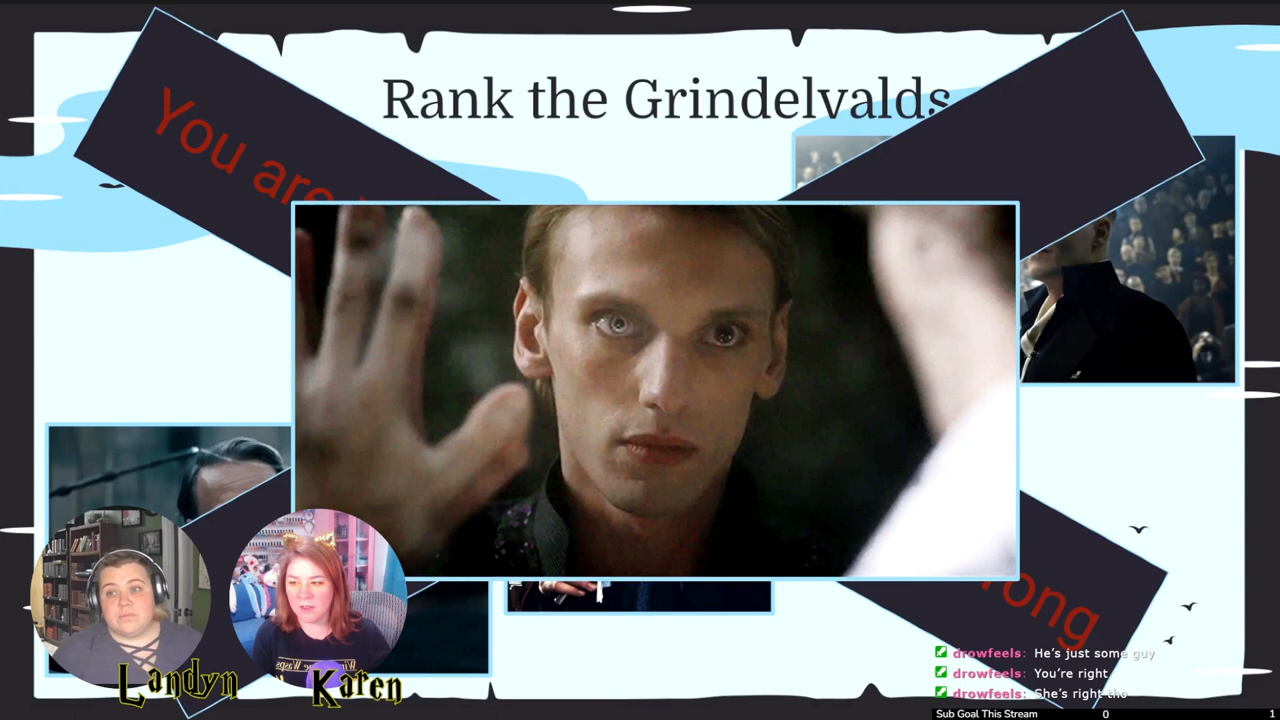 Rank the Grindelvalds
You are
rong
Landyn
Karen
drowfeels: He's just some guy
drowfeels: You're right
drowfeels: She's right tho
Sub Goal This Stream 0 1